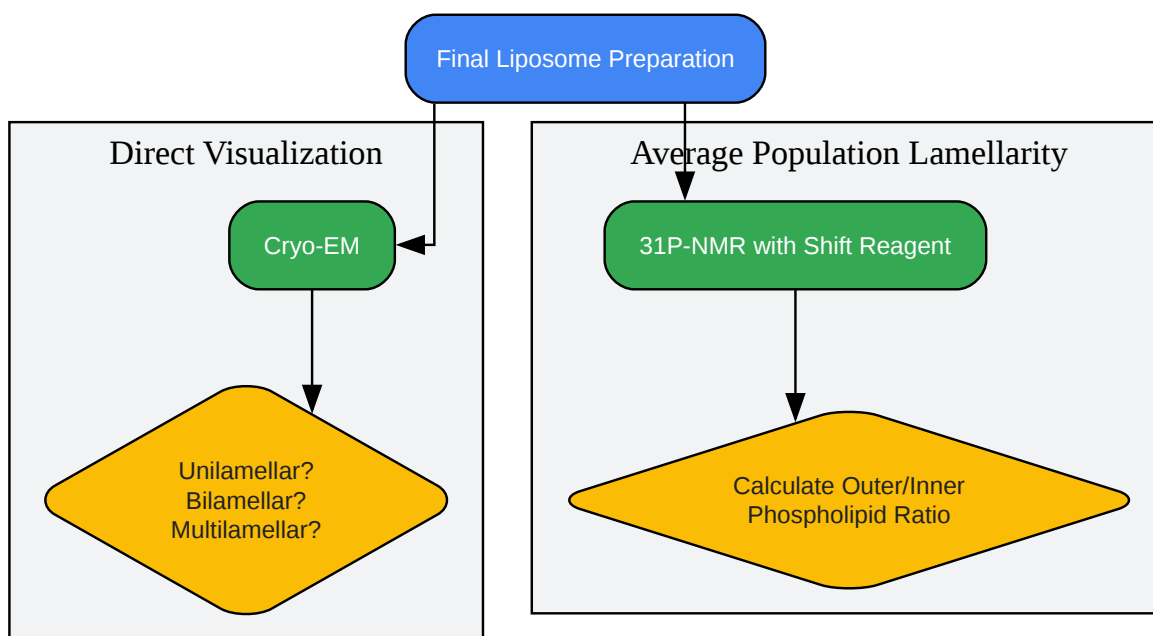 Final Liposome Preparation
Direct Visualization
Average Population Lamellarity
Cryo-EM
31P-NMR with Shift Reagent
Unilamellar?
Bilamellar?
Multilamellar?
Calculate Outer/Inner
Phospholipid Ratio